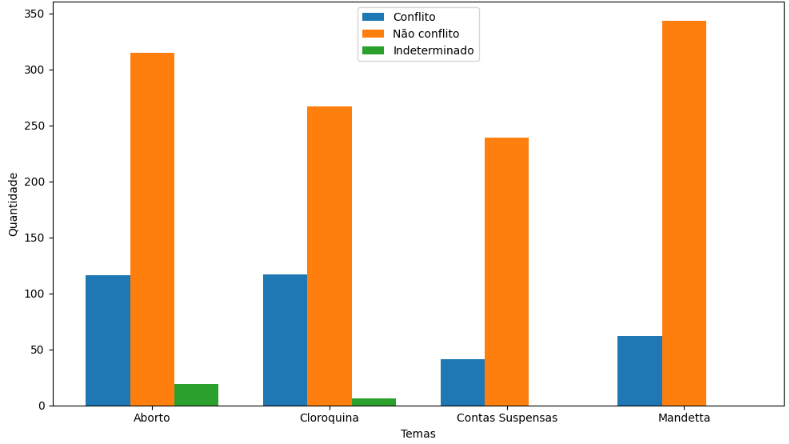 Conflito
Não conflito
Indeterminado
350
300
250
200
150
100
50
0
Quantidade
Aborto
Cloroquina
Contas Suspensas
Mandetta
Temas